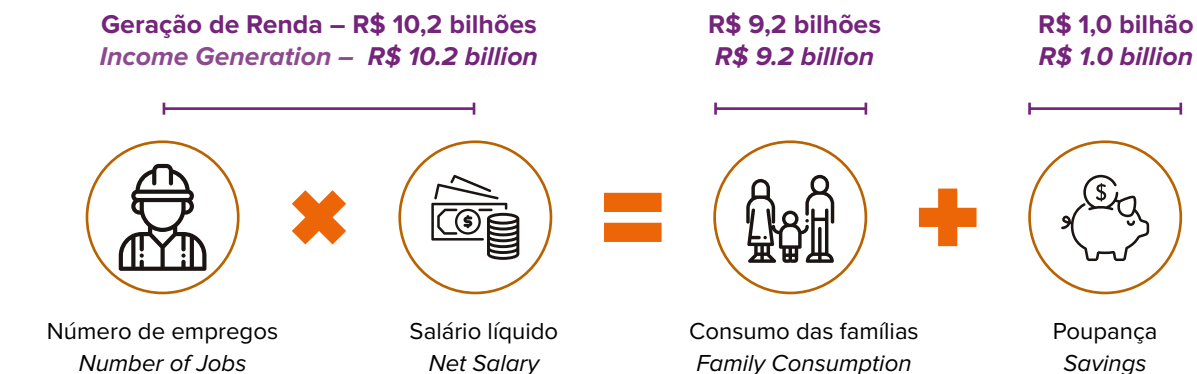 Geração de Renda – R$ 10,2 bilhões
Income Generation – R$ 10.2 billion
R$ 9,2 bilhões
R$ 9.2 billion
R$ 1,0 bilhão
R$ 1.0 billion
$
$
Número de empregos
Number of Jobs
Salário líquido
Net Salary
Consumo das famílias
Family Consumption
Poupança
Savings